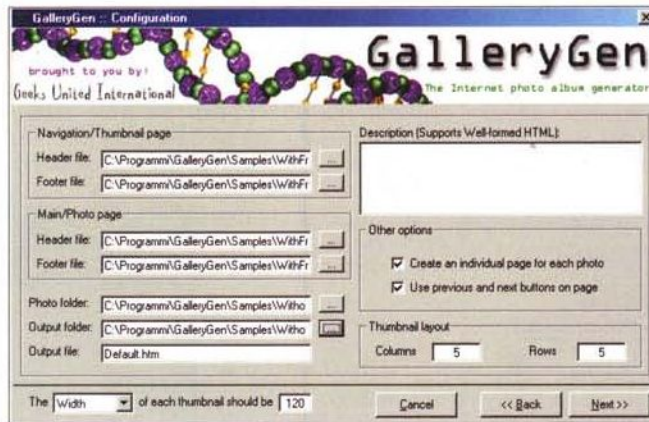 GalleryGen :: Configuration
brought to you by:
Geeks United International
GalleryGen
The Internet photo album generator
Navigation/Thumbnail page
Header file: C:\Programmi\GalleryGen\Samples\WithFr ...
Footer file: C:\Programmi\GalleryGen\Samples\WithFr ...
Main/Photo page
Header file: C:\Programmi\GalleryGen\Samples\WithFr ...
Footer file: C:\Programmi\GalleryGen\Samples\WithFr ...
Photo folder: C:\Programmi\GalleryGen\Samples\Witho ...
Output folder: C:\Programmi\GalleryGen\Samples\Witho ...
Output file: Default.htm
Description (Supports Well-formed HTML):
Other options
Create an individual page for each photo
Use previous and next buttons on page
Thumbnail layout
Columns 5 Rows 5
The Width of each thumbnail should be 120
Cancel << Back Next >>